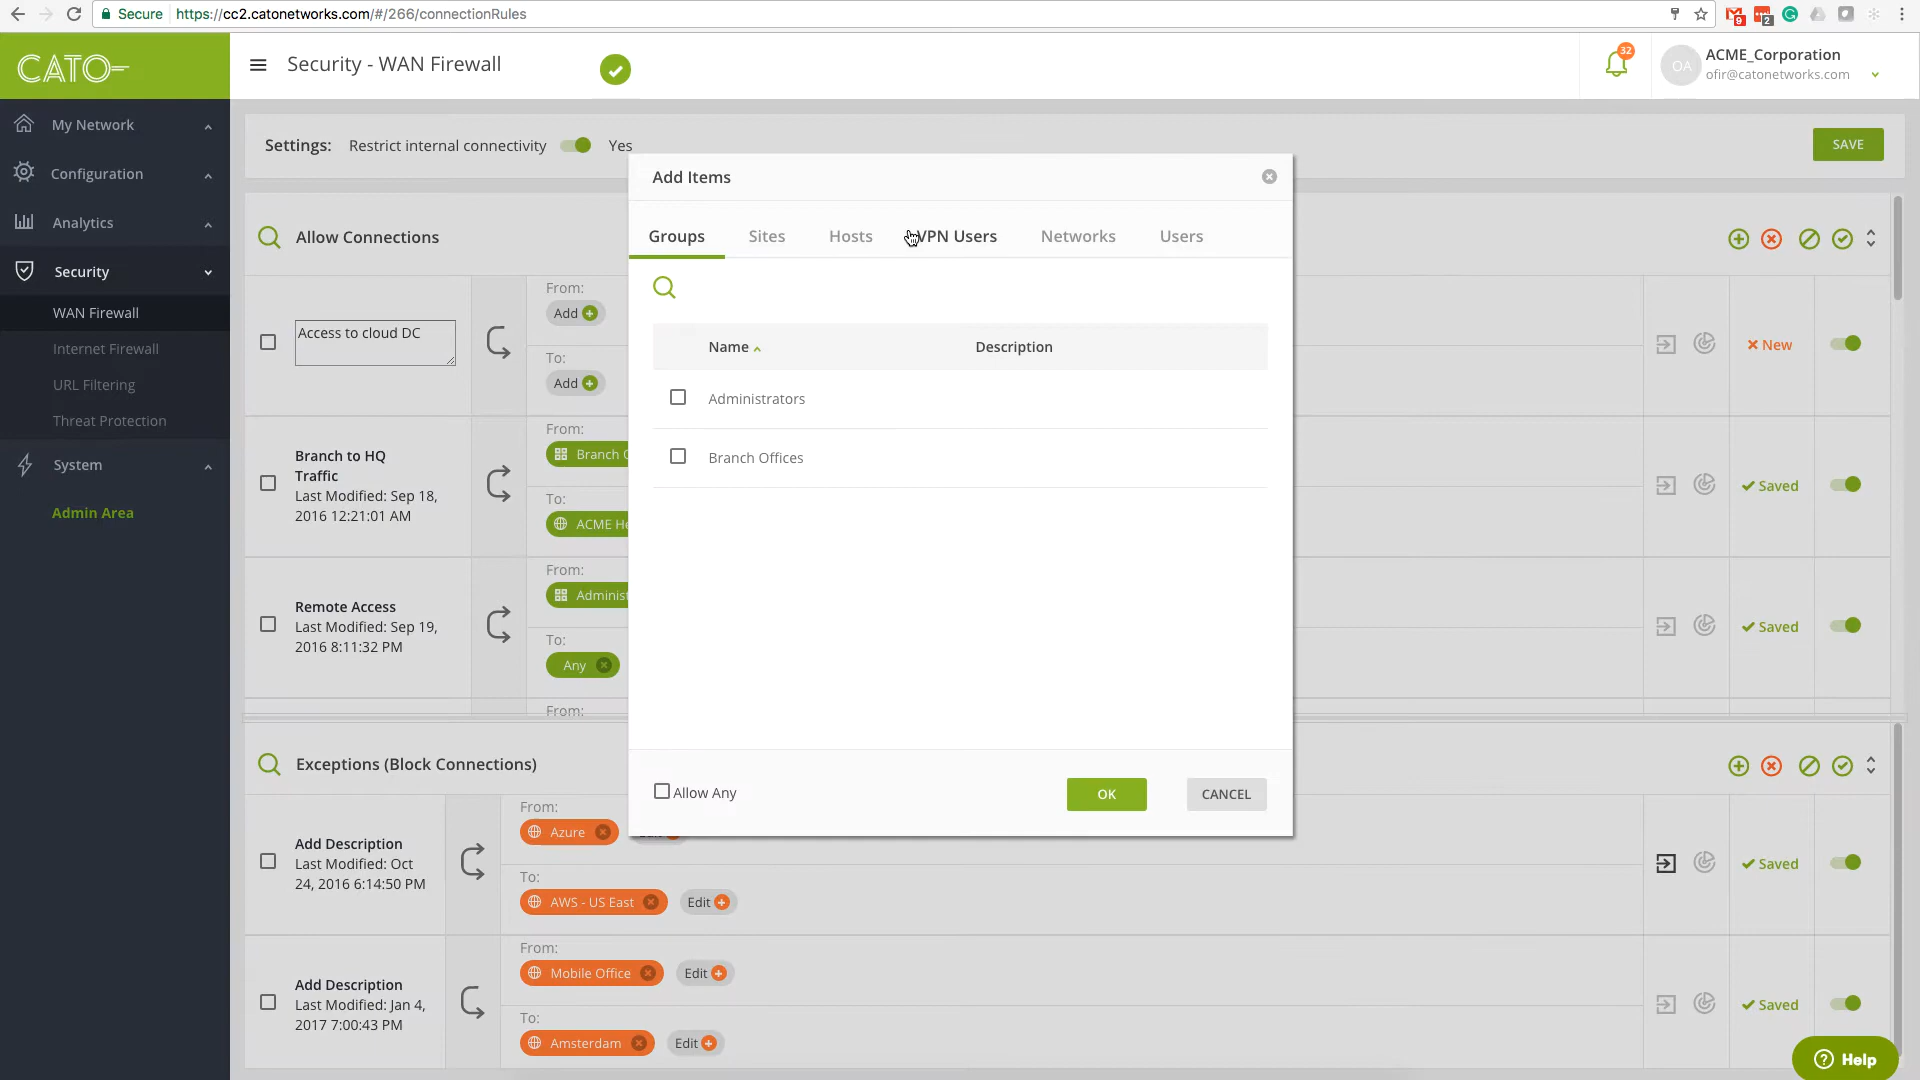 Secure https://cc2.catonetworks.com/#/266/connectionRules
9
2
CATO
Security - WAN Firewall
32
OA
ACME_Corporation
ofir@catonetworks.com
My Network
Configuration
Analytics
Security
WAN Firewall
Internet Firewall
URL Filtering
Threat Protection
System
Admin Area
Settings: Restrict internal connectivity Yes
SAVE
Allow Connections
Access to cloud DC
From:
Add
To:
Add
New
Branch to HQ
Traffic
Last Modified: Sep 18,
2016 12:21:01 AM
From:
Branch
To:
ACME He
Saved
Remote Access
Last Modified: Sep 19,
2016 8:11:32 PM
From:
Administ
To:
Any
Saved
From:
Add Items
Groups Sites Hosts VPN Users Networks Users
Name Description
Administrators
Branch Offices
Allow Any
OK
CANCEL
Exceptions (Block Connections)
Add Description
Last Modified: Oct
24, 2016 6:14:50 PM
From:
Azure
To:
AWS - US East
Edit
Saved
Add Description
Last Modified: Jan 4,
2017 7:00:43 PM
From:
Mobile Office
Edit
To:
Amsterdam
Edit
Saved
Help